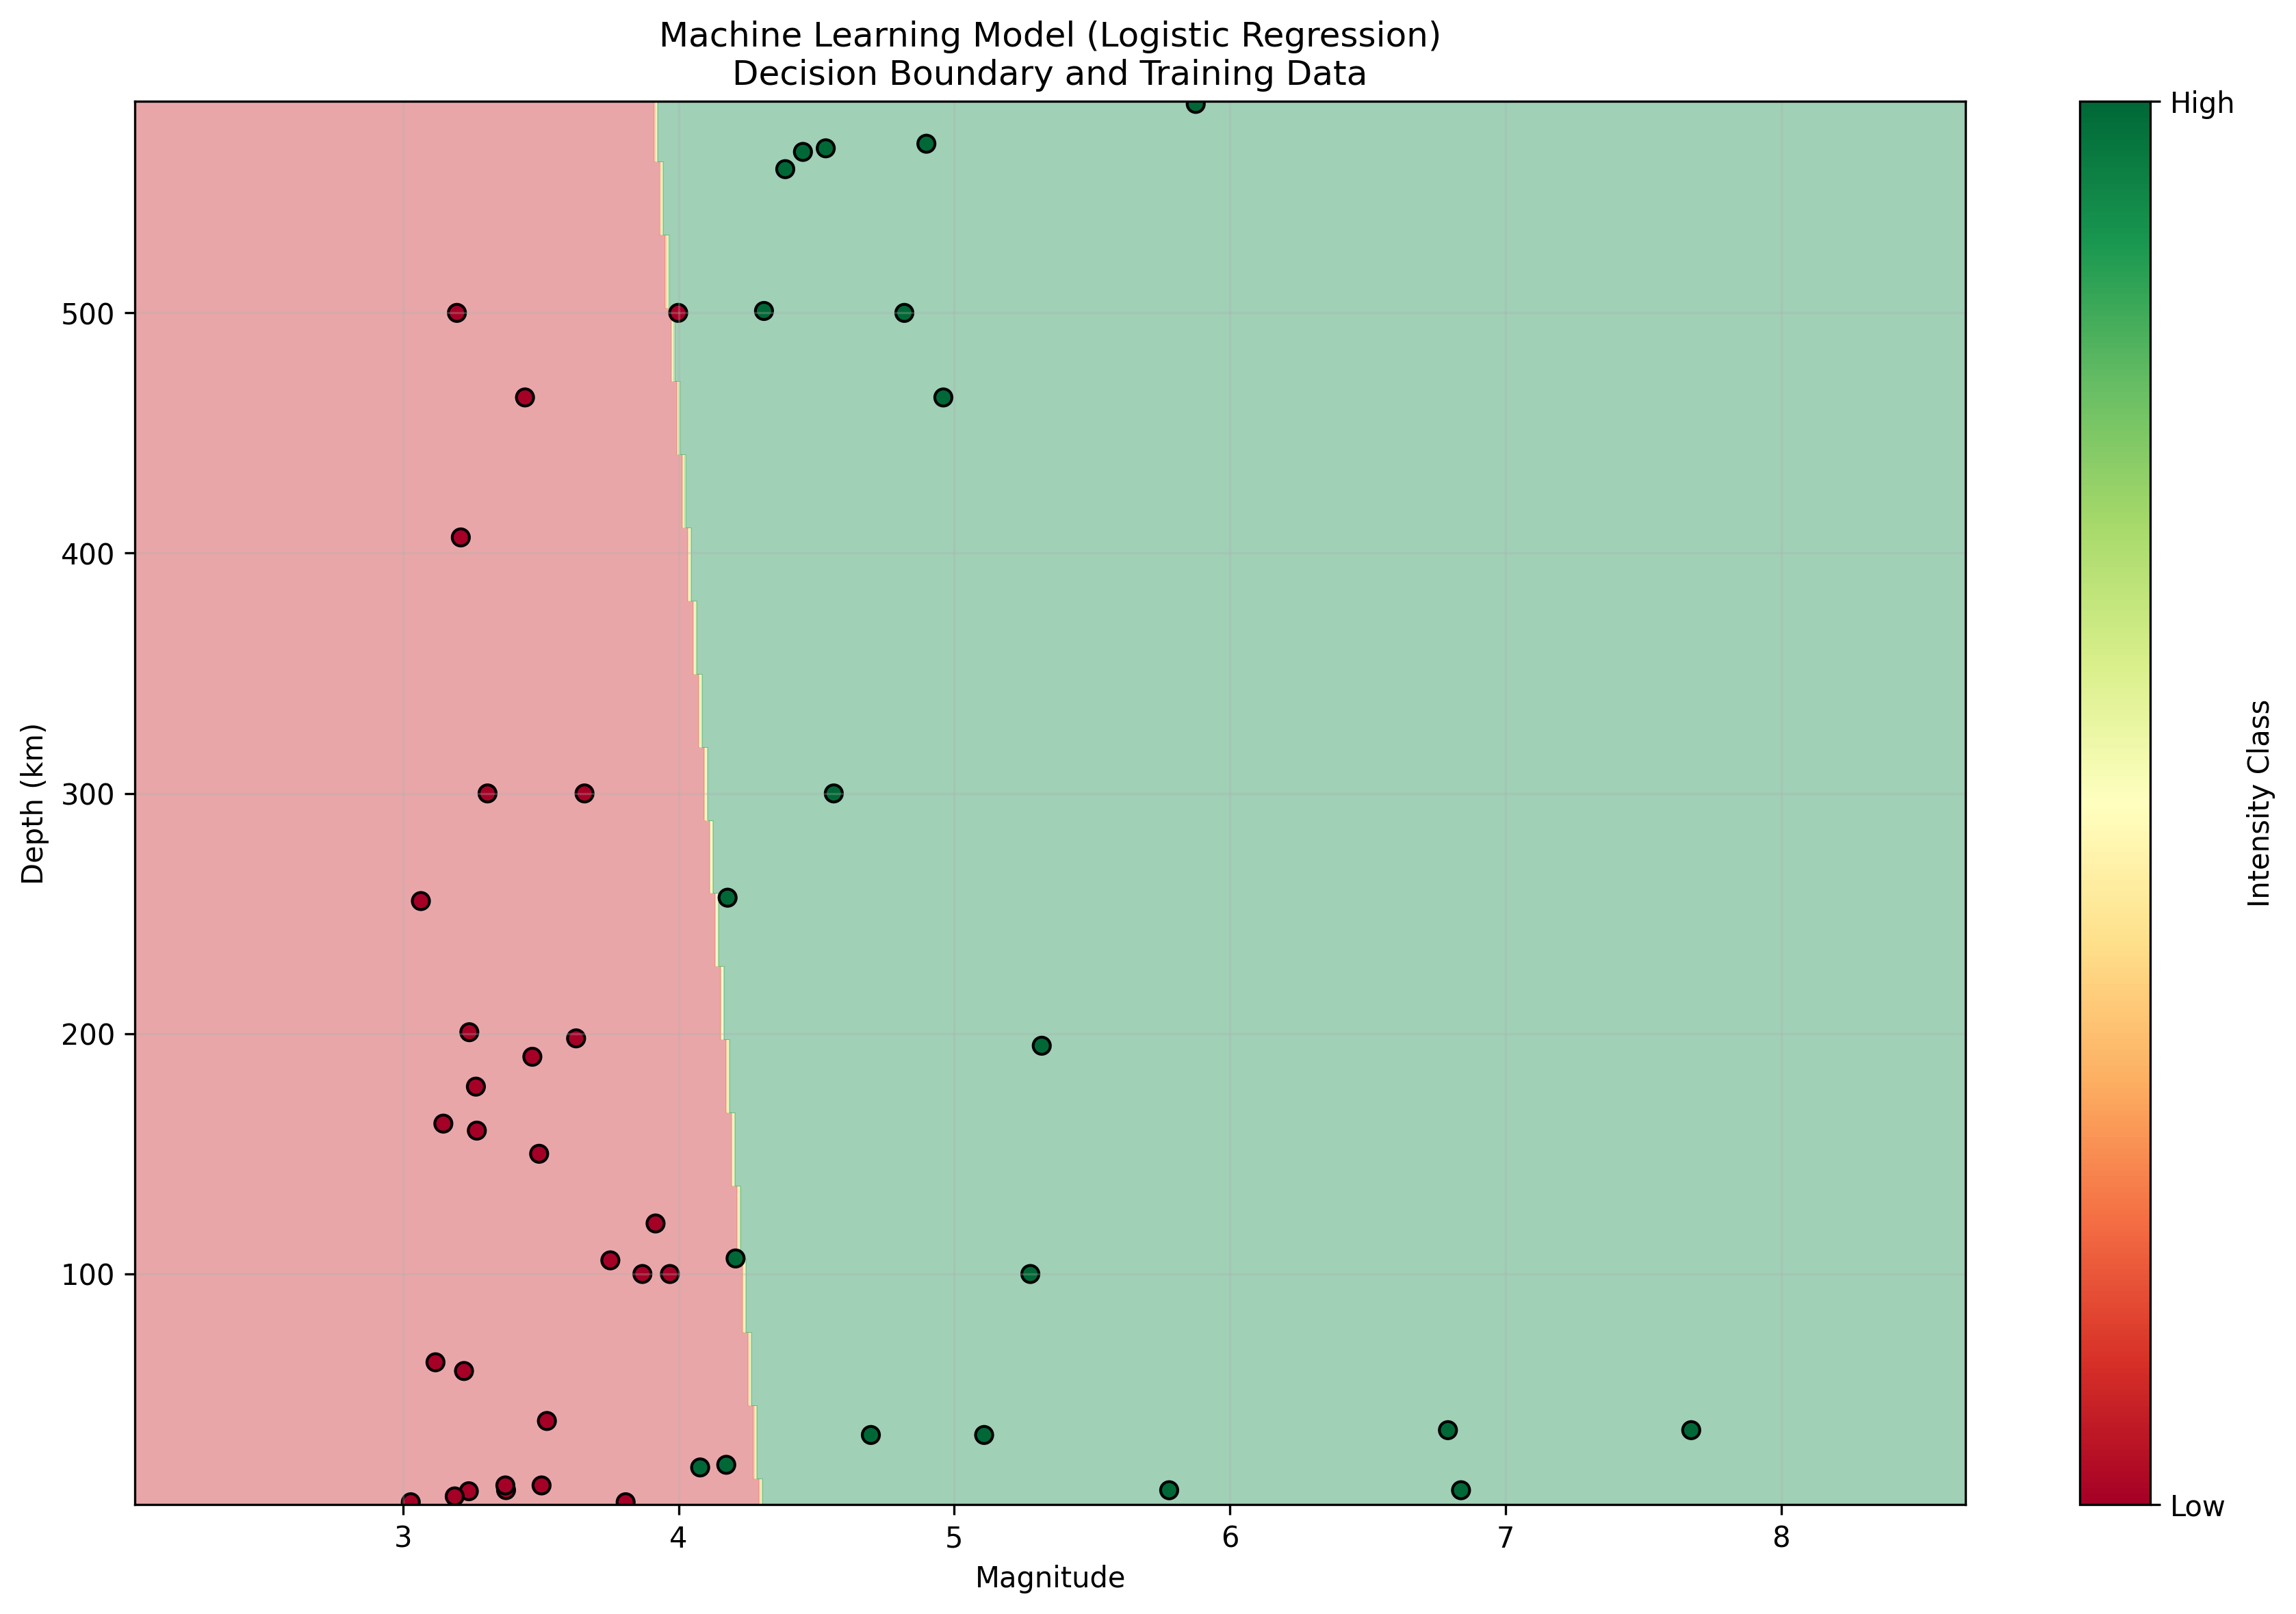 Machine Learning Model (Logistic Regression)
Decision Boundary and Training Data
High
500
400
300
200
100
Depth (km)
Intensity Class
Low
3 4 5 6 7 8
Magnitude